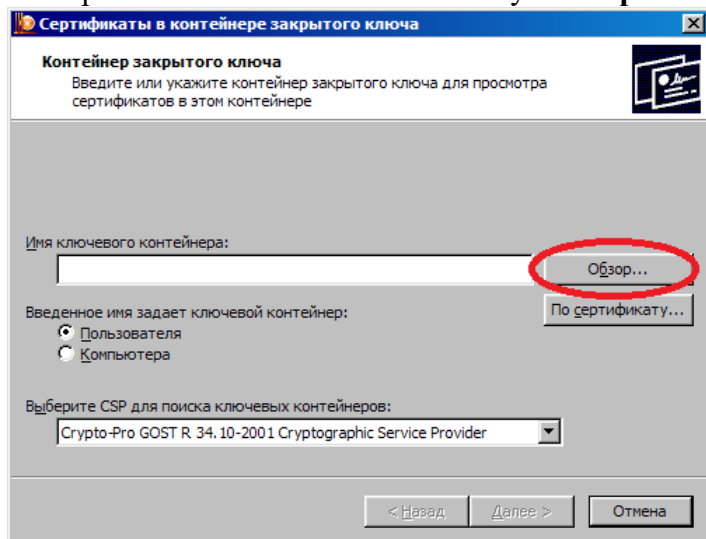 Сертификаты в контейнере закрытого ключа
Контейнер закрытого ключа
Введите или укажите контейнер закрытого ключа для просмотра
сертификатов в этом контейнере
Имя ключевого контейнера:
Обзор...
Введенное имя задает ключевой контейнер:
По сертификату...
Пользователя
Компьютера
Выберите CSP для поиска ключевых контейнеров:
Crypto-Pro GOST R 34.10-2001 Cryptographic Service Provider
< Назад
Далее >
Отмена